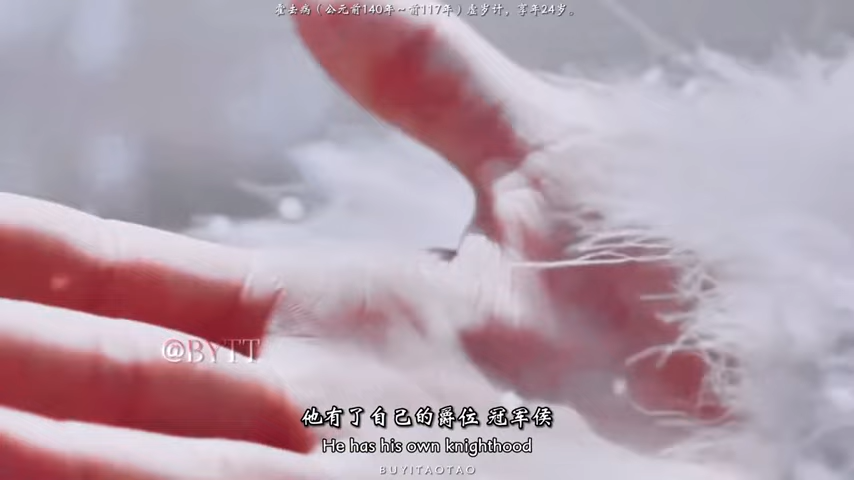 霍去病（公元前140年～前117年）虚岁计，享年24岁。
@BYTT
他有了自己的爵位 冠军侯
He has his own knighthood
BUYITAOTAO